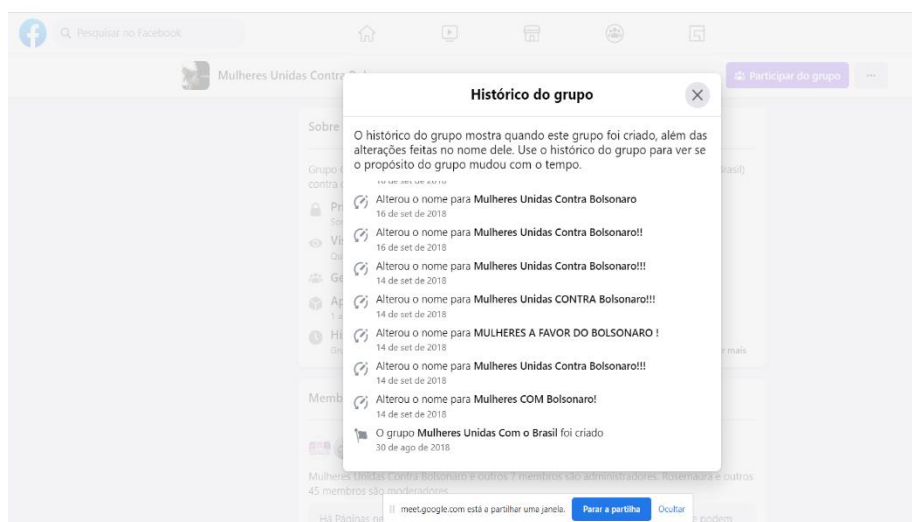 Pesquisar no Facebook
Mulheres Unidas Contra
Participar do grupo
Histórico do grupo
Sobre
O histórico do grupo mostra quando este grupo foi criado, além das
alterações feitas no nome dele. Use o histórico do grupo para ver se
o propósito do grupo mudou com o tempo.
Alterou o nome para Mulheres Unidas Contra Bolsonaro
16 de set de 2018
Alterou o nome para Mulheres Unidas Contra Bolsonaro!!
16 de set de 2018
Alterou o nome para Mulheres Unidas Contra Bolsonaro!!!
14 de set de 2018
Alterou o nome para Mulheres Unidas CONTRA Bolsonaro!!!
14 de set de 2018
Alterou o nome para MULHERES A FAVOR DO BOLSONARO !
14 de set de 2018
Alterou o nome para Mulheres Unidas Contra Bolsonaro!!!
14 de set de 2018
Alterou o nome para Mulheres COM Bolsonaro!
14 de set de 2018
O grupo Mulheres Unidas Com o Brasil foi criado
30 de ago de 2018
Memb
Mulheres Unidas Contra Bolsonaro e outros 7 membros são administradores. Rosemaura e outros
45 membros são moderadores.
meet.google.com está a partilhar uma janela. Parar a partilha Ocultar
Há Páginas podem